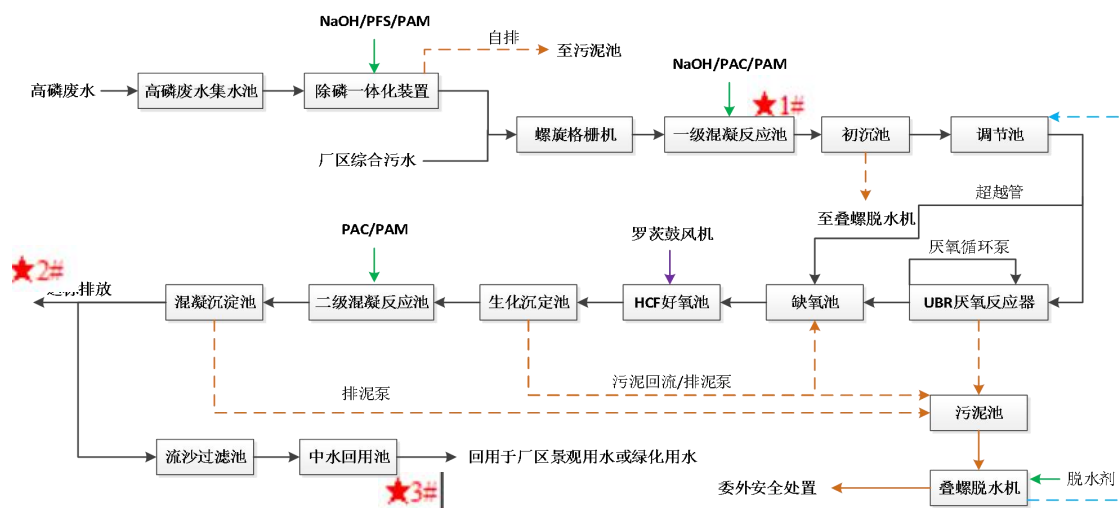 NaOH/PFS/PAM
自排
至污泥池
高磷废水
高磷废水集水池
除磷一体化装置
NaOH/PAC/PAM
★1#
厂区综合污水
螺旋格栅机
一级混凝反应池
初沉池
调节池
超越管
至叠螺脱水机
PAC/PAM
罗茨鼓风机
厌氧循环泵
★2#
排放
混凝沉淀池
二级混凝反应池
生化沉定池
HCF好氧池
缺氧池
UBR厌氧反应器
污泥回流/排泥泵
排泥泵
污泥池
流沙过滤池
中水回用池
回用于厂区景观用水或绿化用水
★3#
委外安全处置
叠螺脱水机
脱水剂